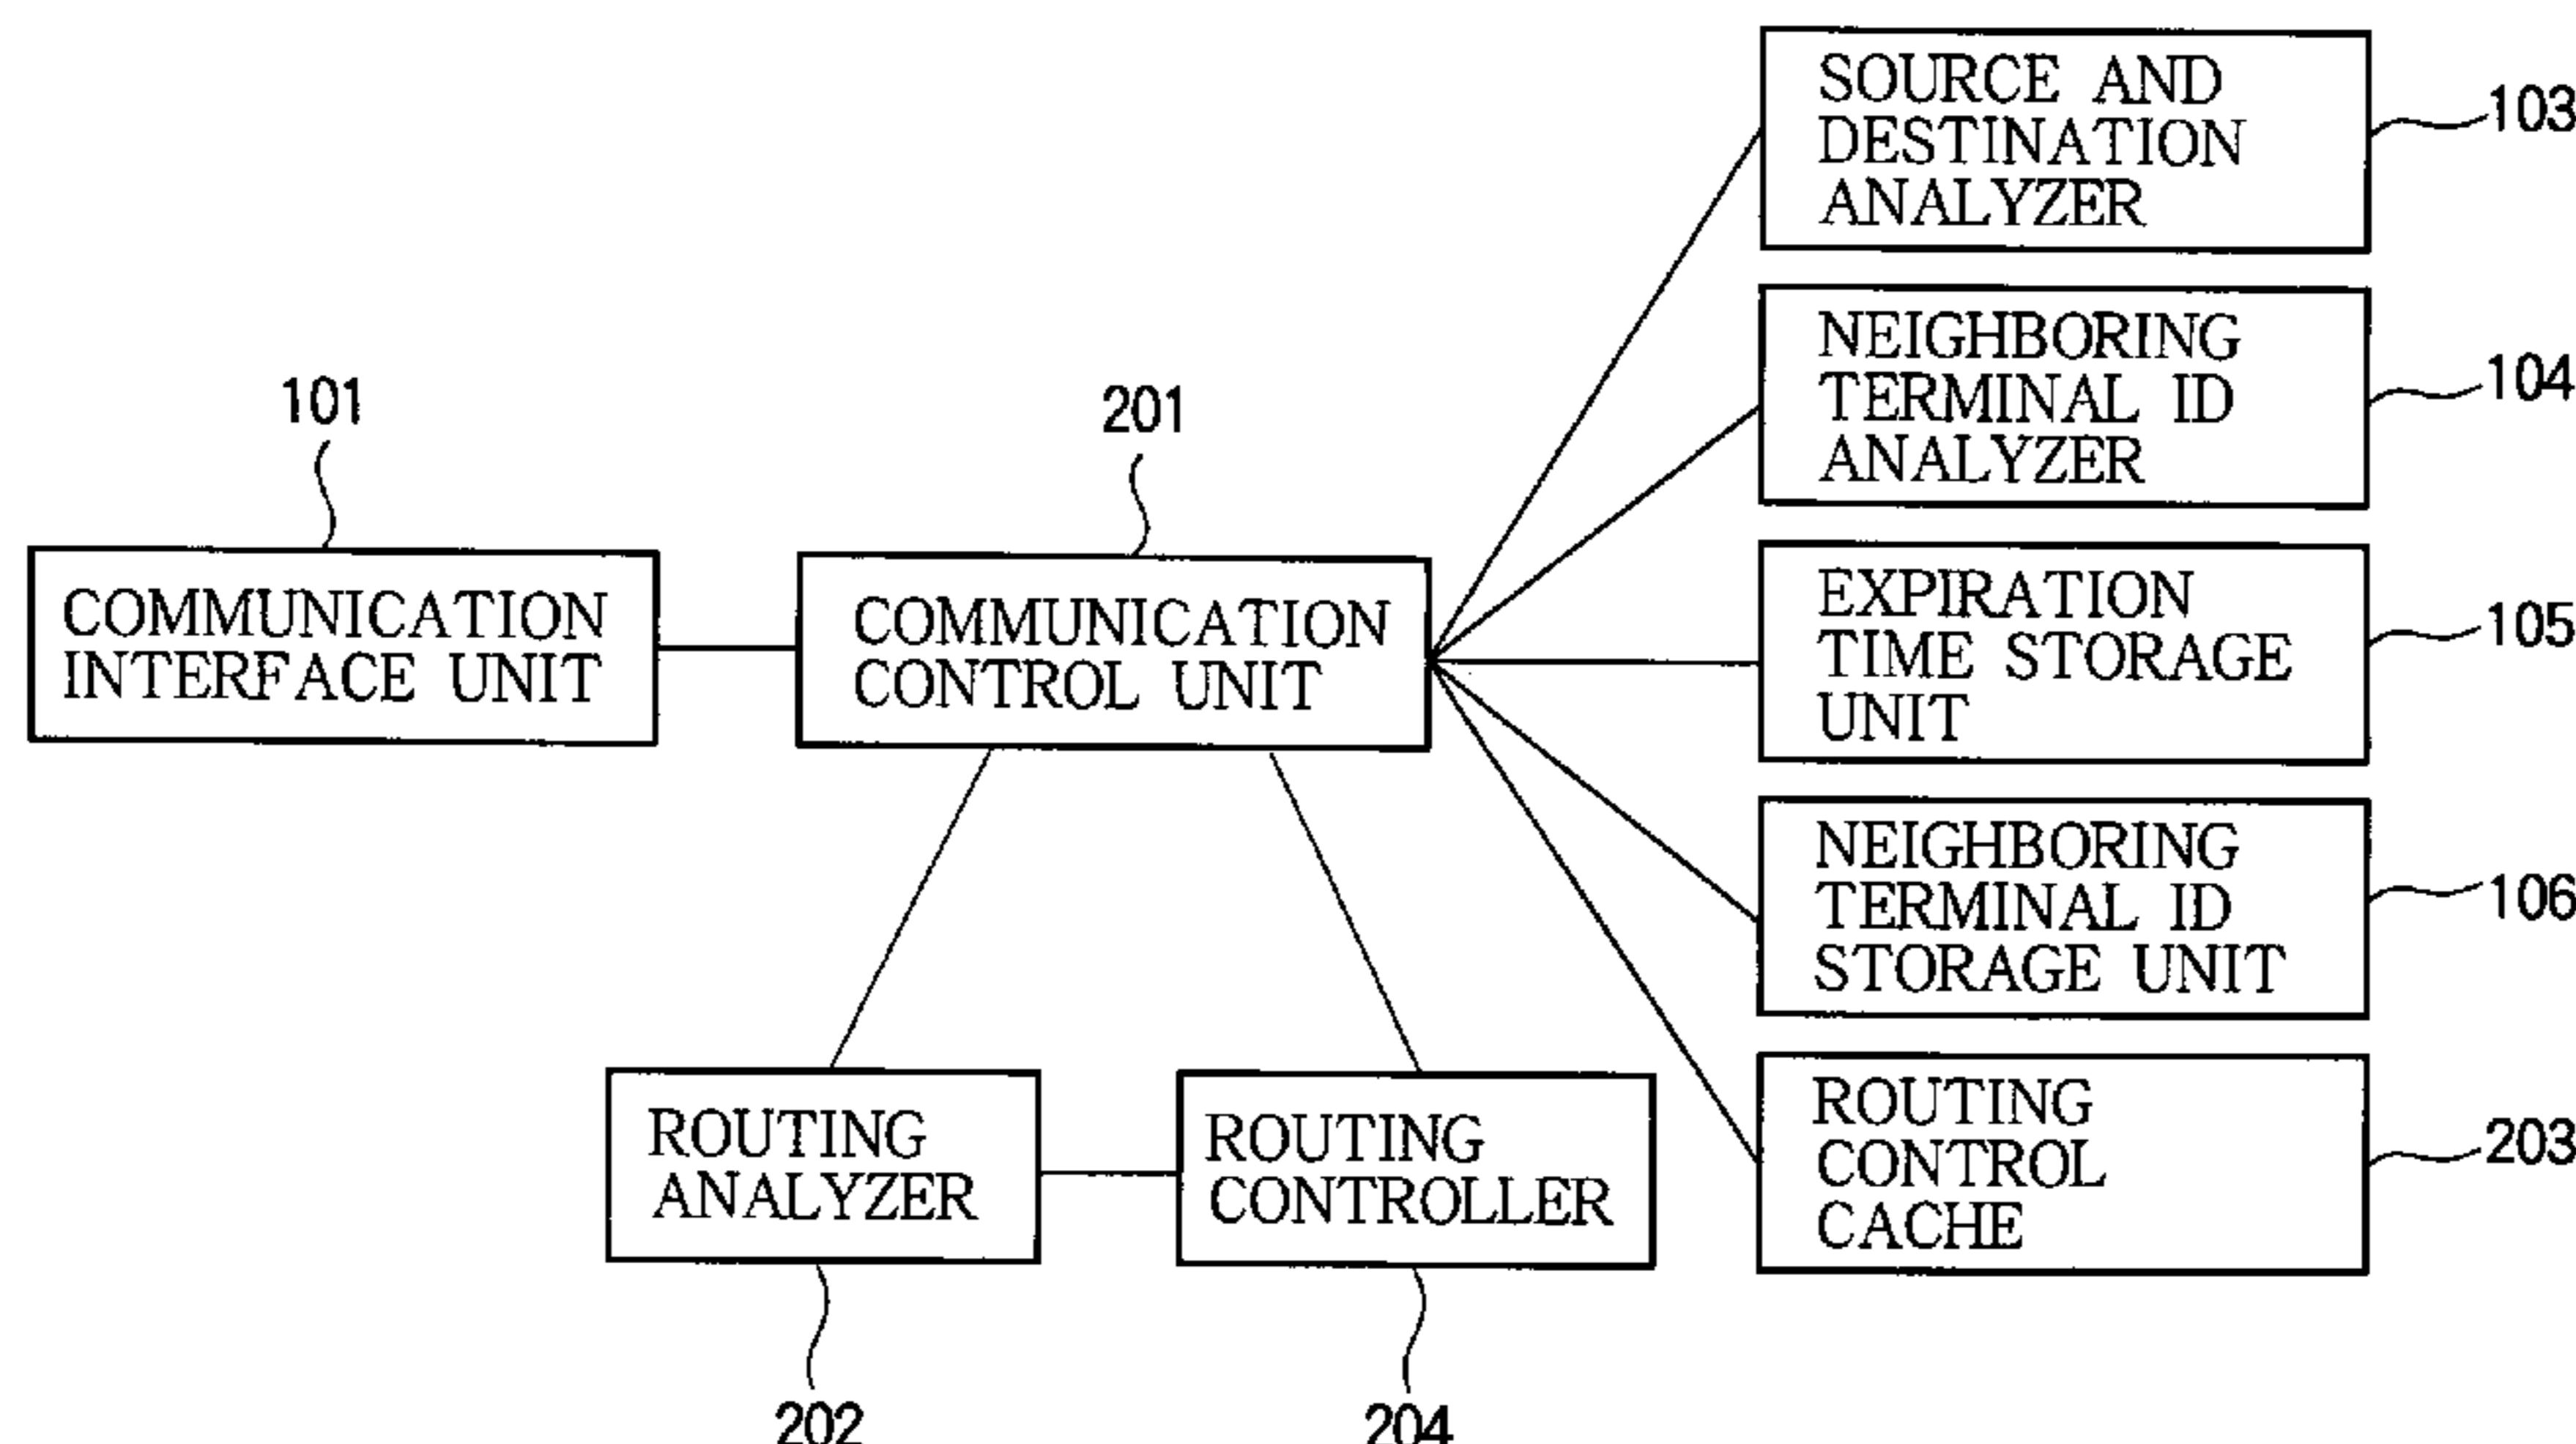 SOURCE AND
DESTINATION
ANALYZER
103
NEIGHBORING
TERMINAL ID
ANALYZER
104
101
201
COMMUNICATION
INTERFACE UNIT
COMMUNICATION
CONTROL UNIT
EXPIRATION
TIME STORAGE
UNIT
105
NEIGHBORING
TERMINAL ID
STORAGE UNIT
106
ROUTING
ANALYZER
ROUTING
CONTROLLER
ROUTING
CONTROL
CACHE
203
202
204